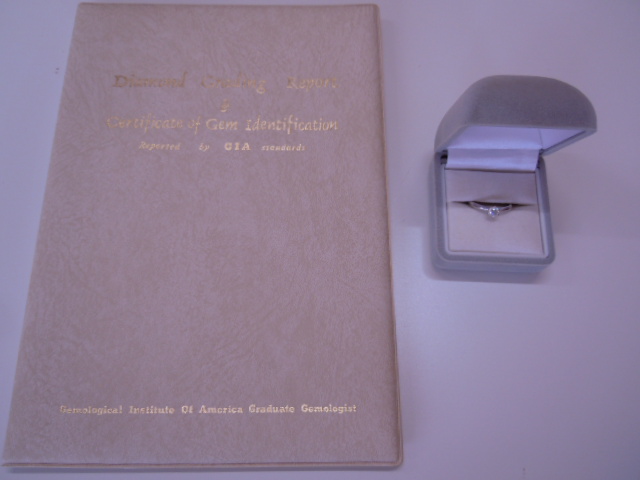 Diamond Grading Report
&
Certificate of Gem Identification
Reported by GIA standards
Gemological Institute Of America Graduate Gemologist